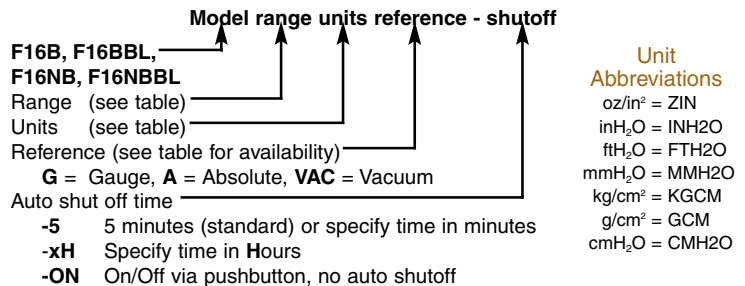 Model range units reference - shutoff
F16B, F16BBL,
F16NB, F16NBBL
Range (see table)
Units (see table)
Reference (see table for availability)
G = Gauge, A = Absolute, VAC = Vacuum
Auto shut off time
-5 5 minutes (standard) or specify time in minutes
-xH Specify time in Hours
-ON On/Off via pushbutton, no auto shutoff
Unit
Abbreviations
oz/in² = ZIN
inH₂O = INH2O
ftH₂O = FTH2O
mmH₂O = MMH2O
kg/cm² = KGCM
g/cm² = GCM
cmH₂O = CMH2O